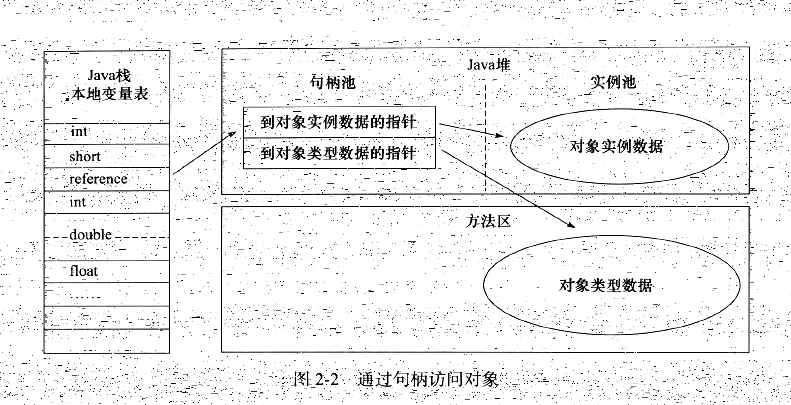 Java栈
本地变量表
int
short
reference
int
double
float
......
Java堆
句柄池
实例池
到对象实例数据的指针
到对象类型数据的指针
对象实例数据
方法区
对象类型数据
图 2-2 通过句柄访问对象